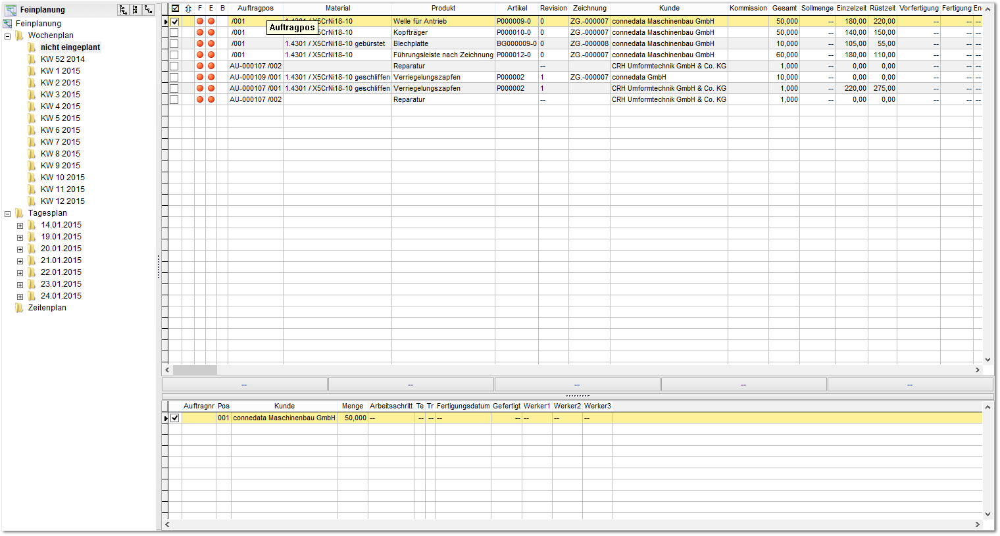 Feinplanung
Feinplanung
Wochenplan
nicht eingeplant
KW 52 2014
KW 1 2015
KW 2 2015
KW 3 2015
KW 4 2015
KW 5 2015
KW 6 2015
KW 7 2015
KW 8 2015
KW 9 2015
KW 10 2015
KW 11 2015
KW 12 2015
Tagesplan
14.01.2015
19.01.2015
20.01.2015
21.01.2015
22.01.2015
23.01.2015
24.01.2015
Zeitenplan
F E B Auftragpos Material Produkt Artikel Revision Zeichnung Kunde Kommission Gesamt Sollmenge Einzelzeit Rüstzeit Vorfertigung Fertigung En
/001 1.4301 / X5CrNi18-10 Welle für Antrieb P000009-0 0 ZG.-000007 connedata Maschinenbau GmbH 50,000 -- 180,00 220,00 -- -- --
Auftragpos
/001 1.4301 / X5CrNi18-10 Kopfträger P000010-0 0 ZG.-000007 connedata Maschinenbau GmbH 50,000 -- 140,00 150,00 -- -- --
/001 1.4301 / X5CrNi18-10 gebürstet Blechplatte BG000009-0 0 ZG.-000008 connedata Maschinenbau GmbH 10,000 -- 105,00 55,00 -- -- --
/001 1.4301 / X5CrNi18-10 Führungsleiste nach Zeichnung P000012-0 0 ZG.-000007 connedata Maschinenbau GmbH 60,000 -- 180,00 110,00 -- -- --
AU-000107 /002 Reparatur -- CRH Umformtechnik GmbH & Co. KG 1,000 -- 0,00 0,00 -- -- --
AU-000109 /001 1.4301 / X5CrNi18-10 geschliffen Verriegelungszapfen P000002 1 ZG.-000007 connedata GmbH 10,000 -- 0,00 0,00 -- -- --
AU-000107 /001 1.4301 / X5CrNi18-10 geschliffen Verriegelungszapfen P000002 1 CRH Umformtechnik GmbH & Co. KG 1,000 -- 220,00 275,00 -- -- --
AU-000107 /002 Reparatur -- CRH Umformtechnik GmbH & Co. KG 1,000 -- 0,00 0,00 -- -- --
-- -- -- -- --
Auftragnr Pos Kunde Menge Arbeitsschritt Te Tr Fertigungsdatum Gefertigt Werker1 Werker2 Werker3
001 connedata Maschinenbau GmbH 50,000 -- -- -- -- -- -- -- --